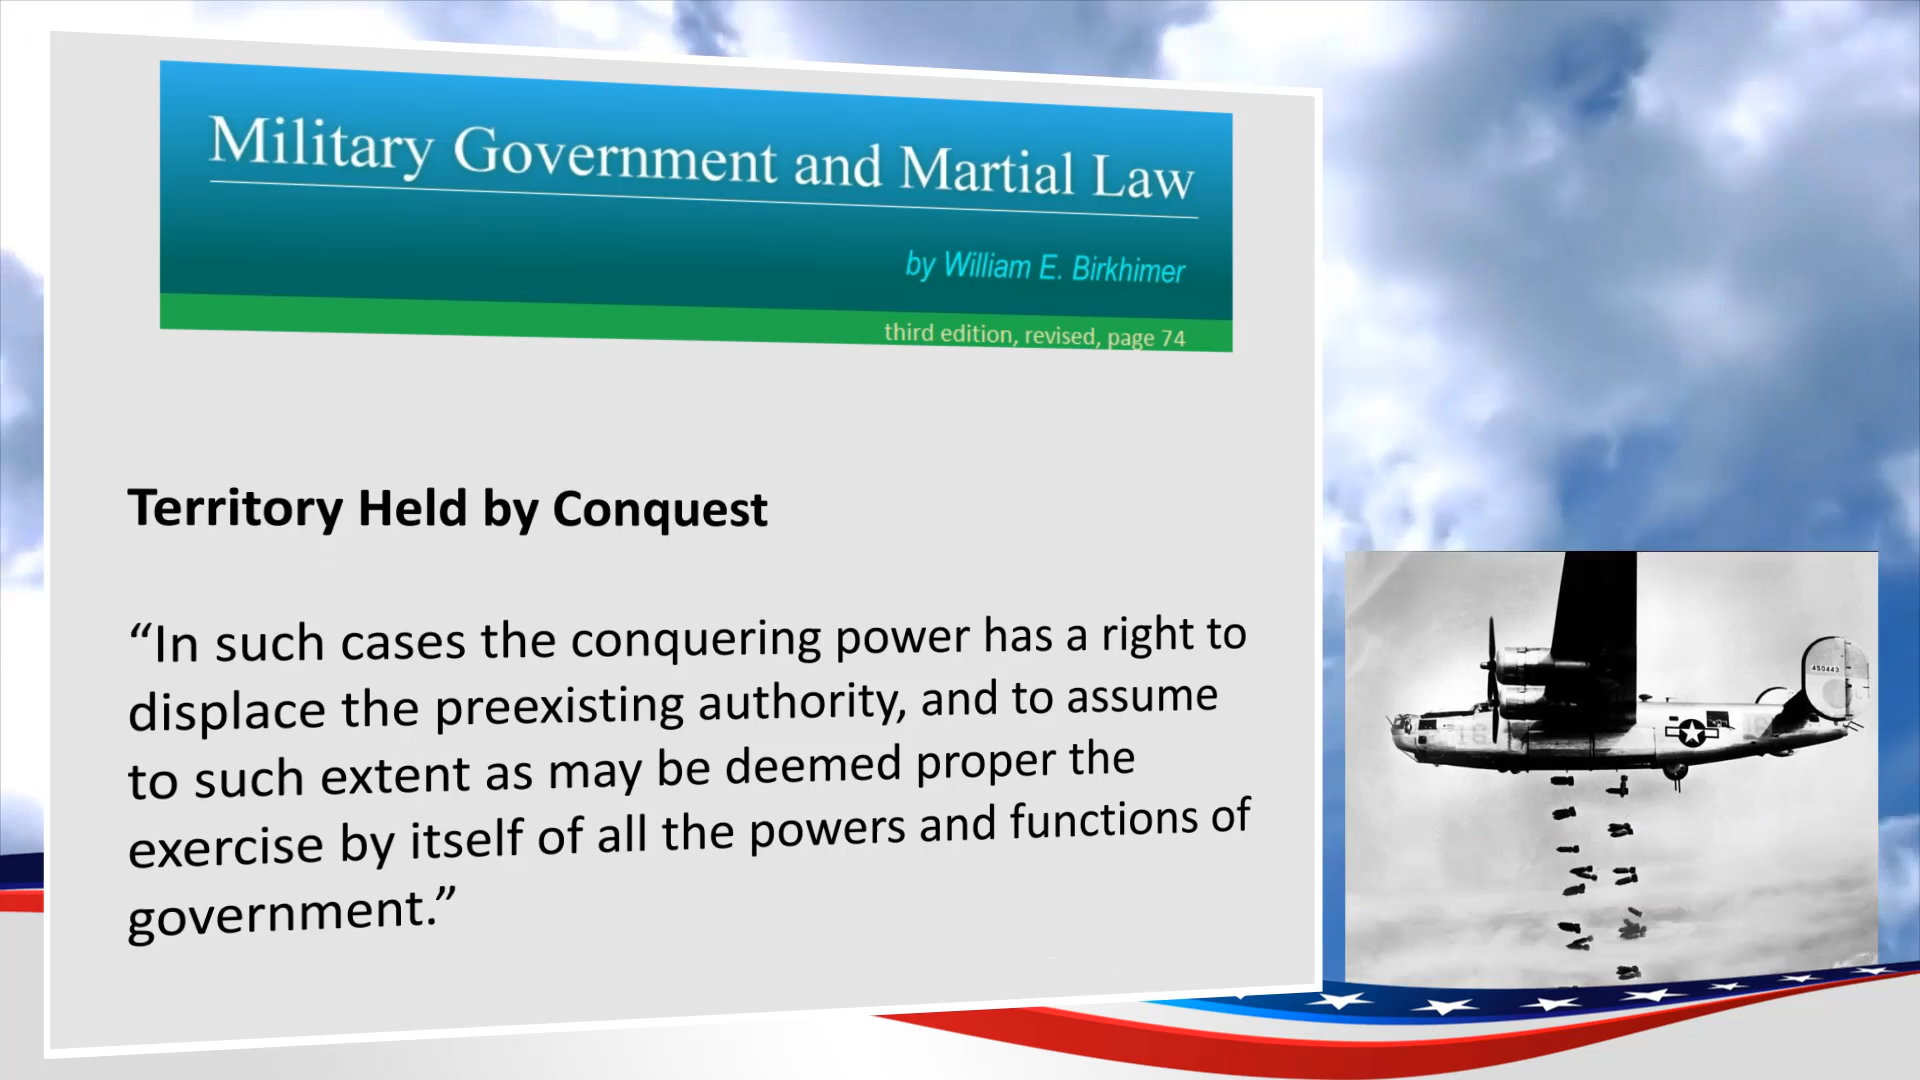 Military Government and Martial Law
by William E. Birkhimer
third edition, revised, page 74
Territory Held by Conquest
“In such cases the conquering power has a right to
displace the preexisting authority, and to assume
to such extent as may be deemed proper the
exercise by itself of all the powers and functions of
government.”
450443